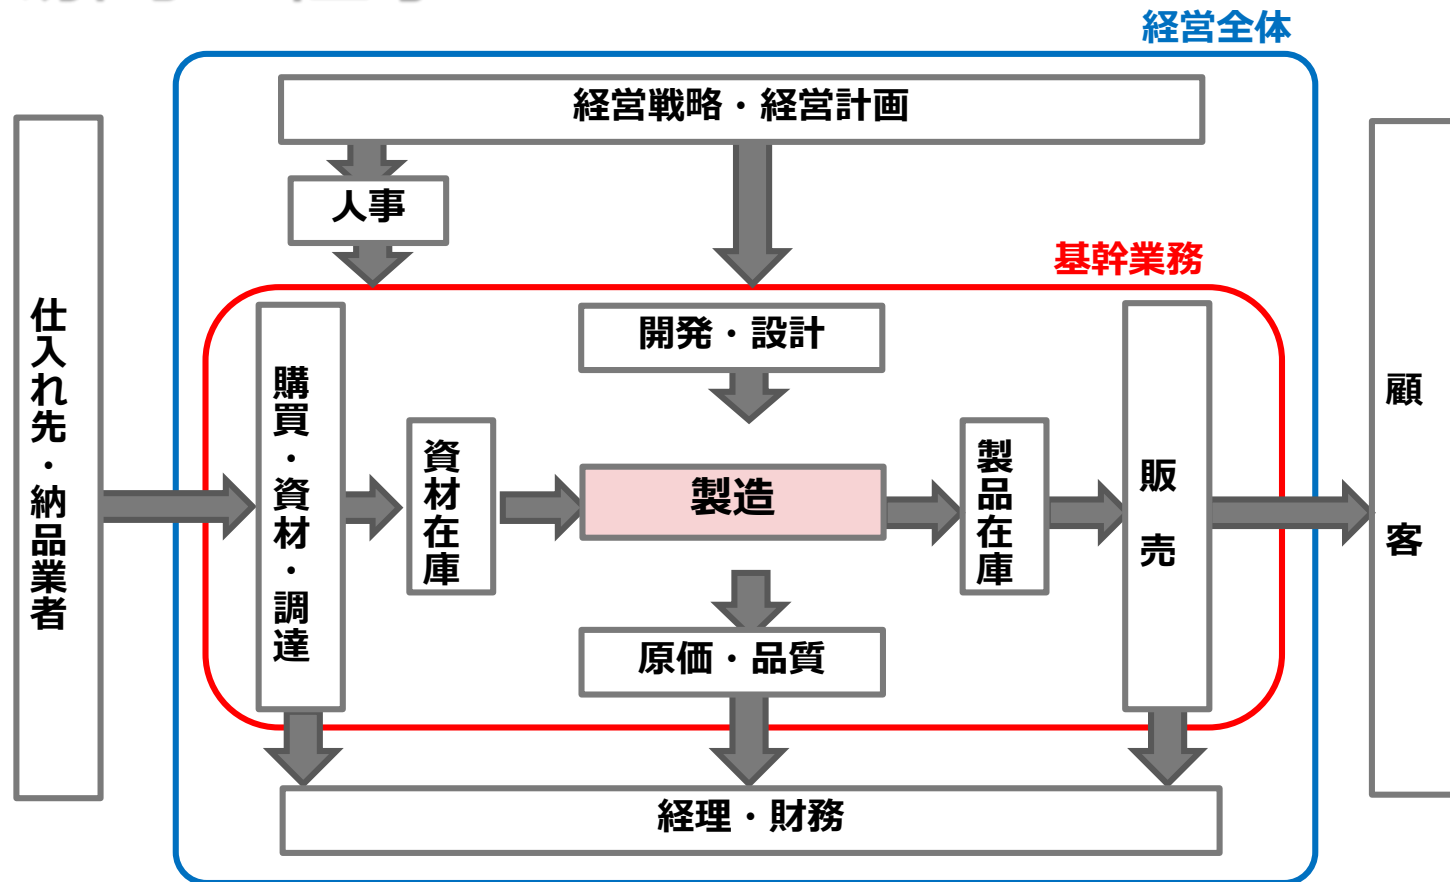 経営全体
経営戦略・経営計画
人事
基幹業務
仕入れ先・納品業者
購買・資材・調達
資材在庫
開発・設計
製造
原価・品質
製品在庫
販売
顧客
経理・財務